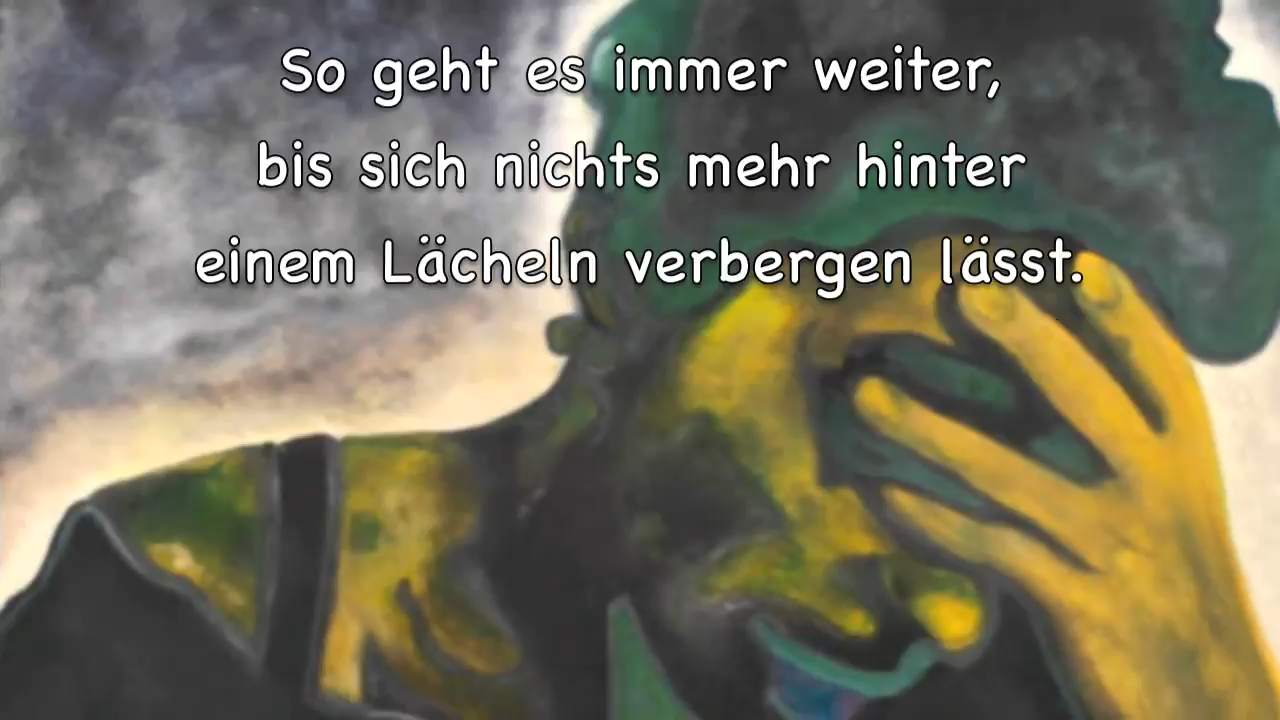 So geht es immer weiter,
bis sich nichts mehr hinter
einem Lächeln verbergen lässt.